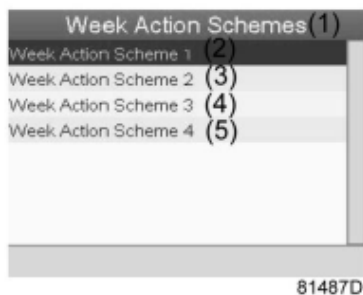 Week Action Schemes(1)
Week Action Scheme 1 (2)
Week Action Scheme 2 (3)
Week Action Scheme 3 (4)
Week Action Scheme 4 (5)
81487D